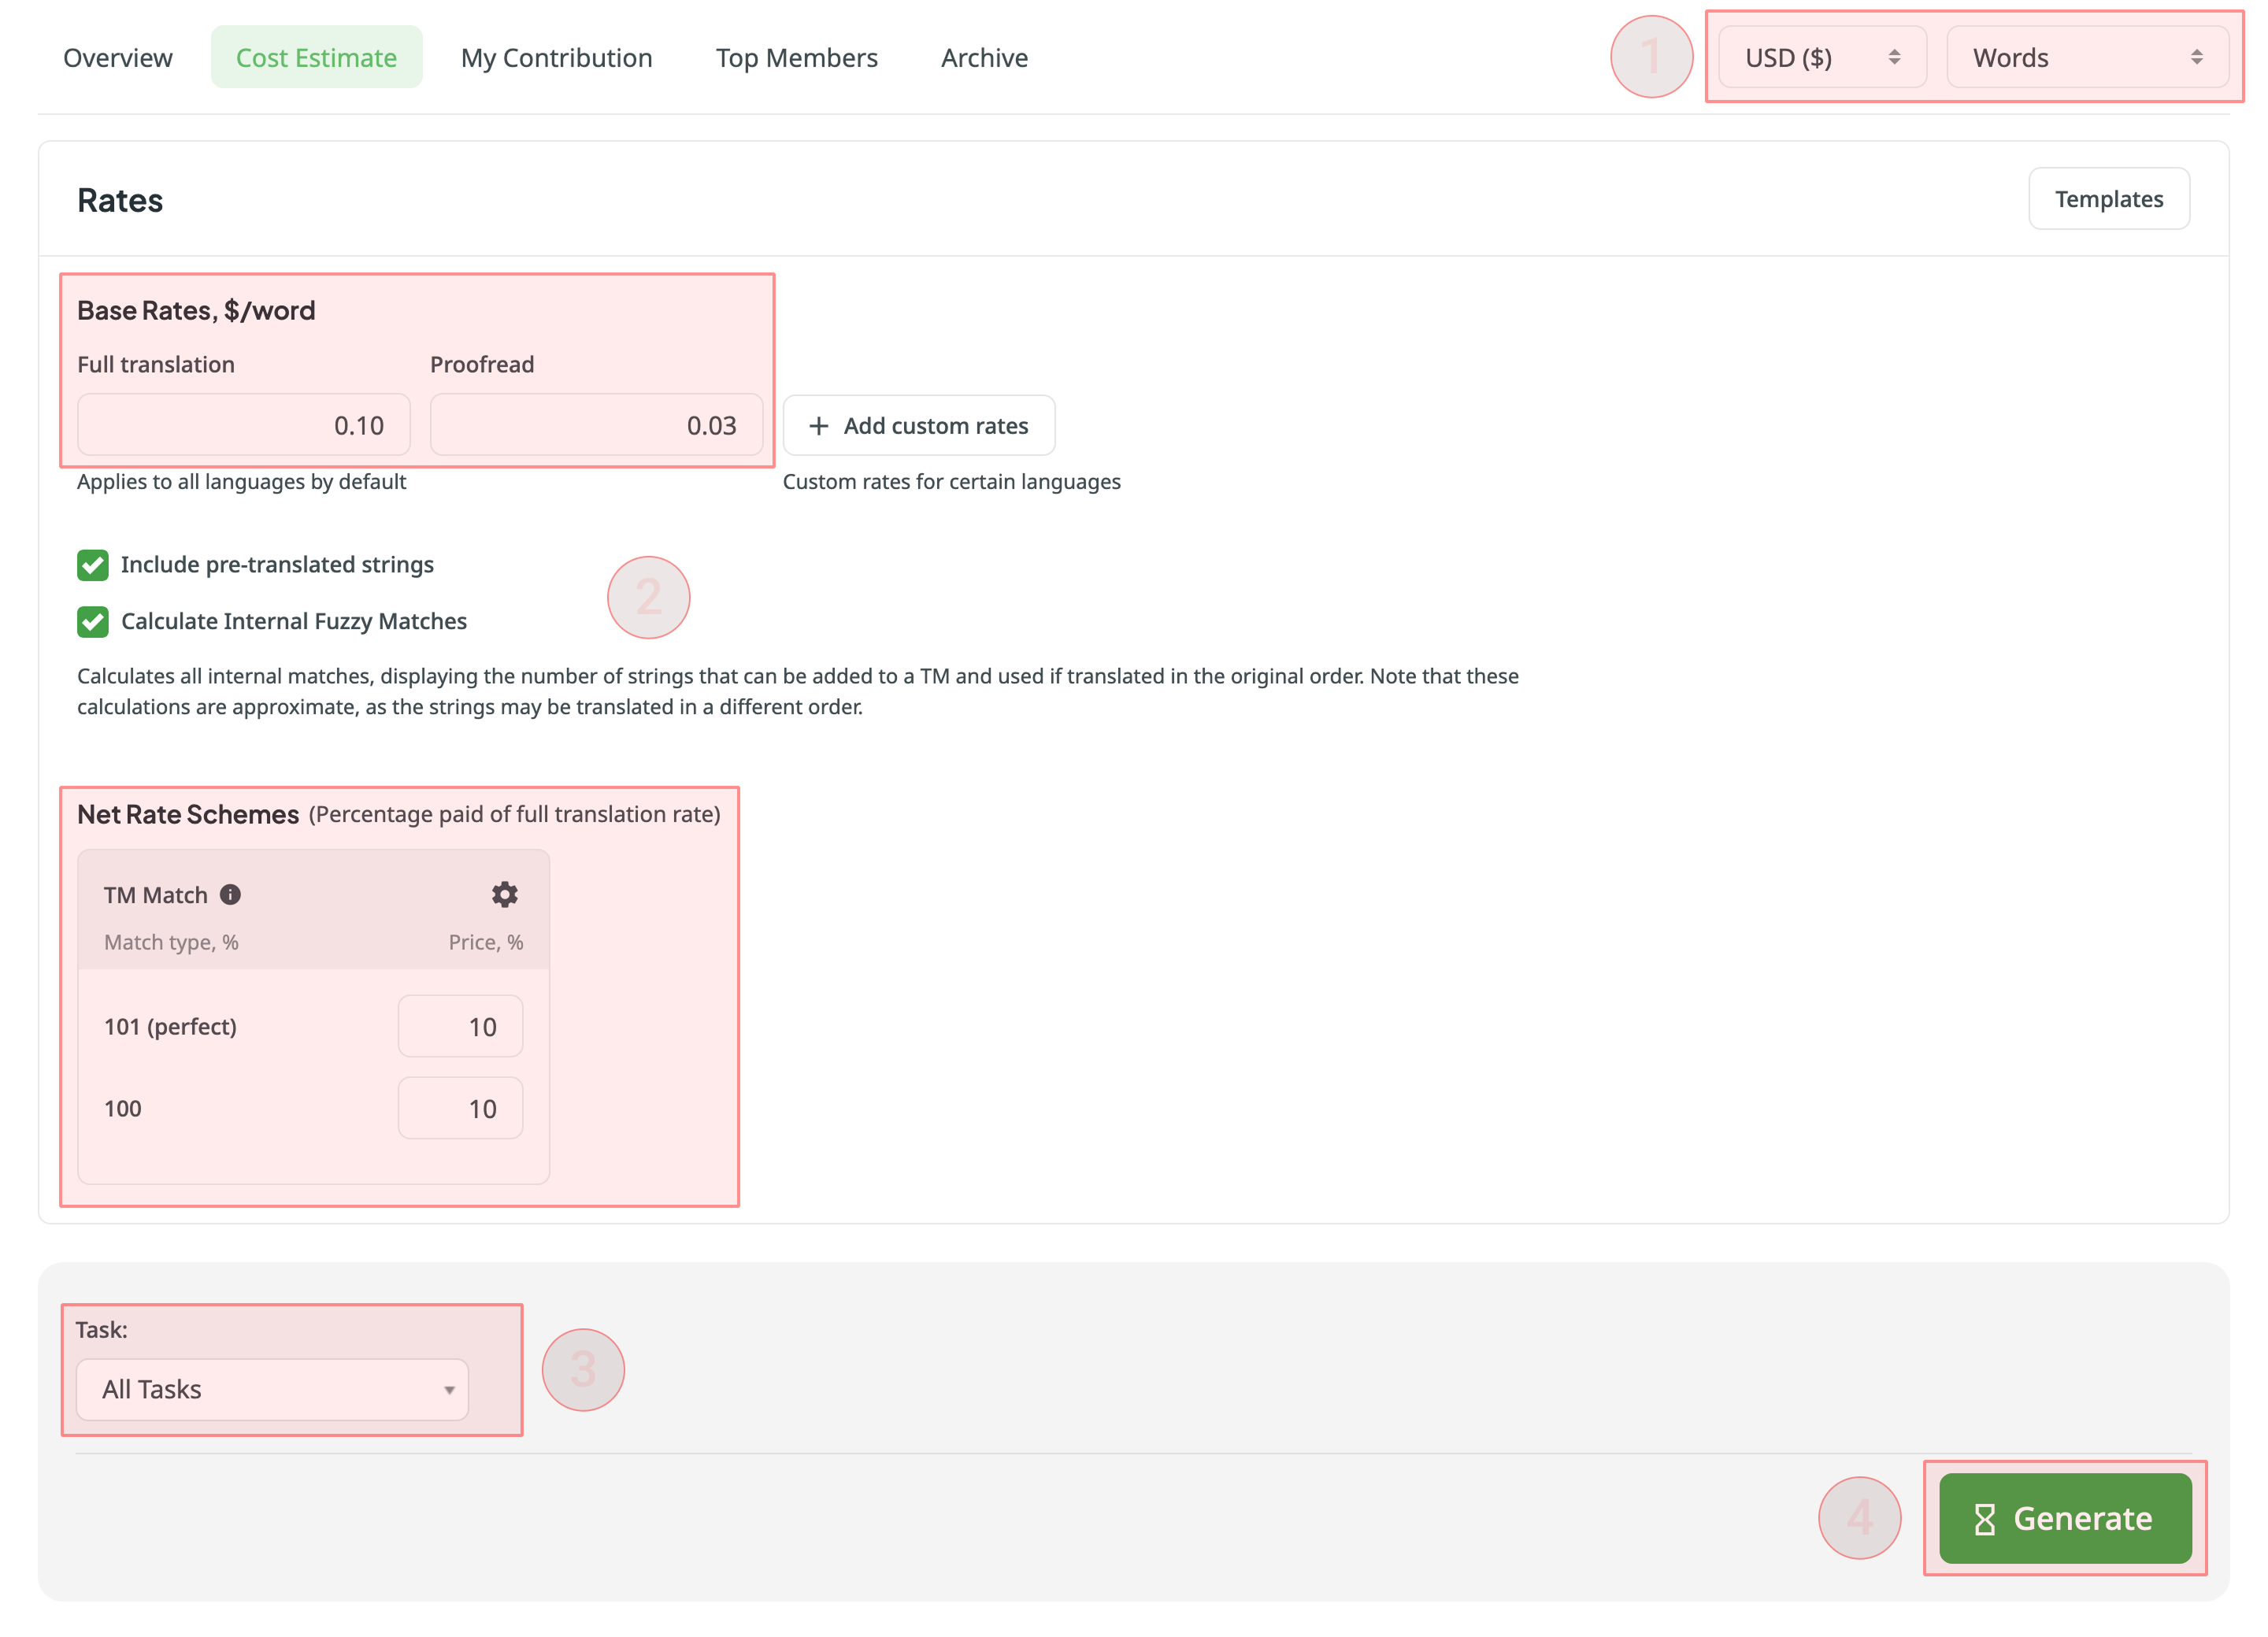 Overview Cost Estimate My Contribution Top Members Archive 1 USD ($) Words
Rates Templates
Base Rates, $/word
Full translation Proofread
0.10 0.03 + Add custom rates
Applies to all languages by default Custom rates for certain languages
Include pre-translated strings
2
Calculate Internal Fuzzy Matches
Calculates all internal matches, displaying the number of strings that can be added to a TM and used if translated in the original order. Note that these
calculations are approximate, as the strings may be translated in a different order.
Net Rate Schemes (Percentage paid of full translation rate)
TM Match
Match type, % Price, %
101 (perfect) 10
100 10
Task:
3
All Tasks
4 Generate